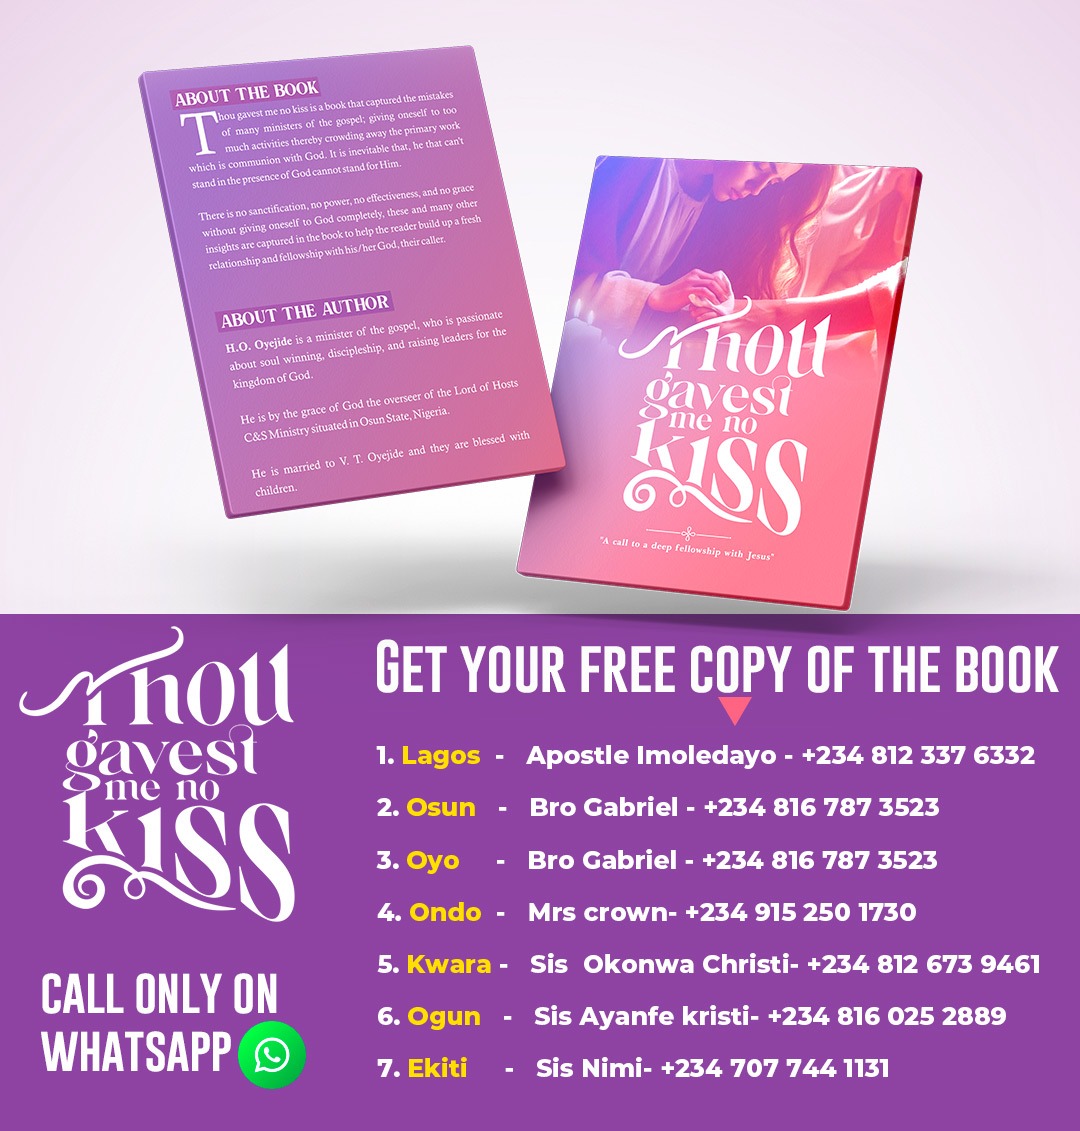 ABOUT THE BOOK
Thou gavest me no kiss is a book that captured the mistakes
of many ministers of the gospel; giving oneself to too
much activities thereby crowding away the primary work
which is communion with God. It is inevitable that, he that can't
stand in the presence of God cannot stand for Him.
There is no sanctification, no power, no effectiveness, and no grace
without giving oneself to God completely, these and many other
insights are captured in the book to help the reader build up a fresh
relationship and fellowship with his/her God, their caller.
ABOUT THE AUTHOR
H.O. Oyejide is a minister of the gospel, who is passionate
about soul winning, discipleship, and raising leaders for the
kingdom of God.
He is by the grace of God the overseer of the Lord of Hosts
C&S Ministry situated in Osun State, Nigeria.
He is married to V. T. Oyejide and they are blessed with
children.
Thou
gavest
me no
kiss
"A call to a deep fellowship with Jesus"
Thou
gavest
me no
kiss
CALL ONLY ON
WHATSAPP
GET YOUR FREE COPY OF THE BOOK
1. Lagos - Apostle Imoledayo - +234 812 337 6332
2. Osun - Bro Gabriel - +234 816 787 3523
3. Oyo - Bro Gabriel - +234 816 787 3523
4. Ondo - Mrs crown- +234 915 250 1730
5. Kwara - Sis Okonwa Christi- +234 812 673 9461
6. Ogun - Sis Ayanfe kristi- +234 816 025 2889
7. Ekiti - Sis Nimi- +234 707 744 1131